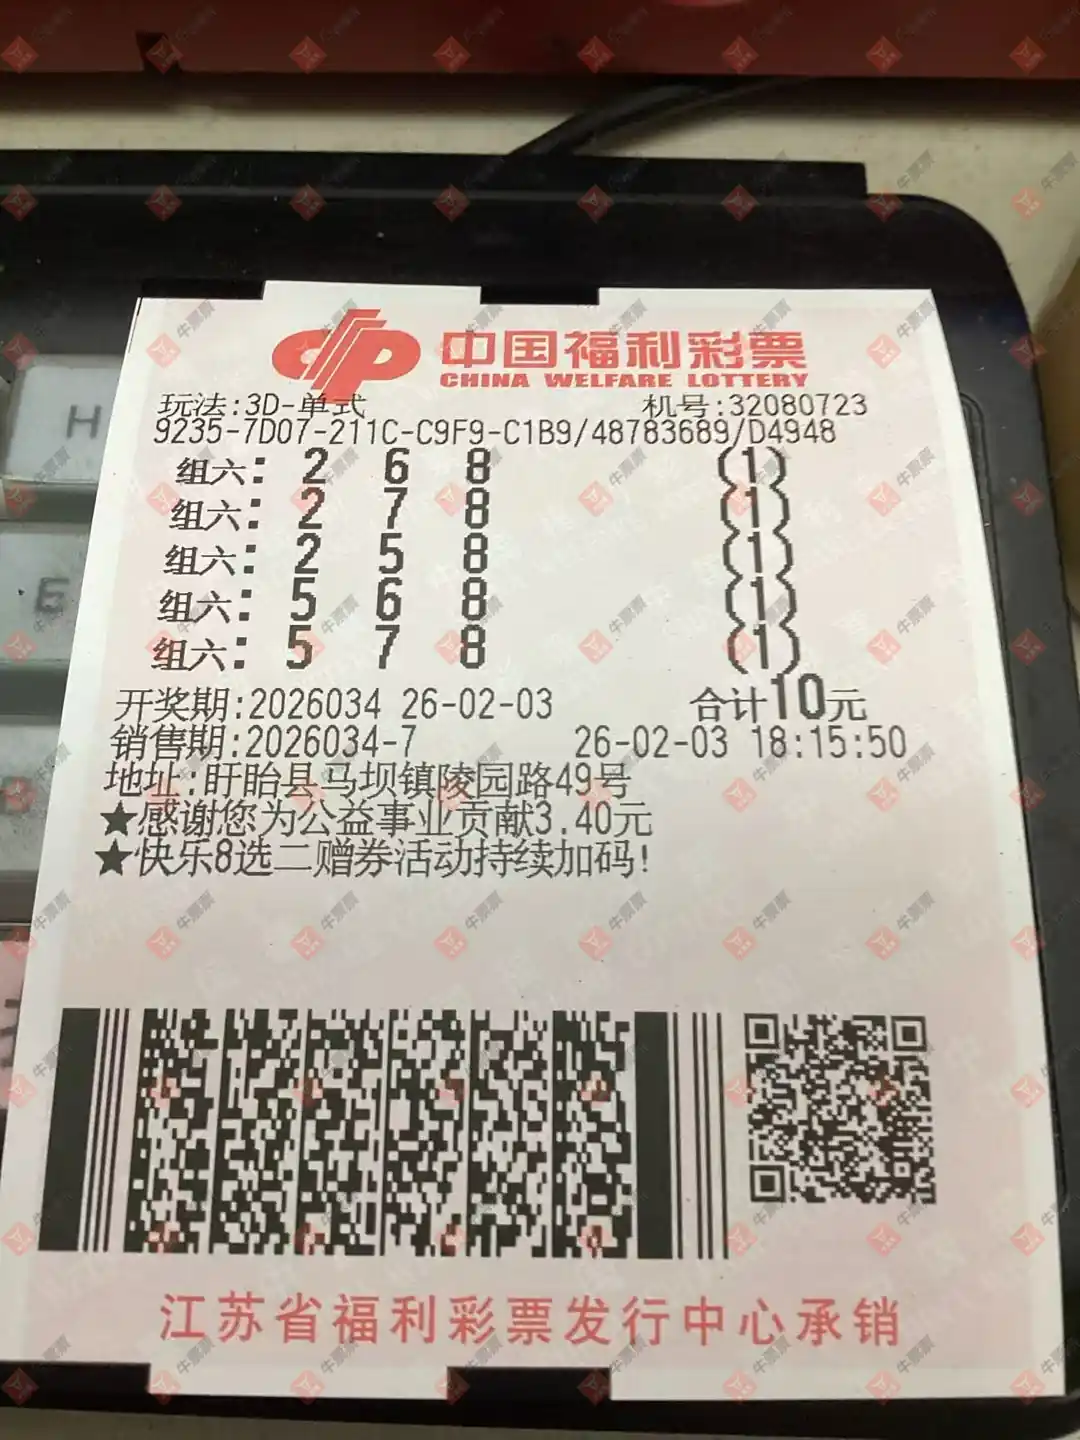 中国福利彩票
CHINA WELFARE LOTTERY
玩法:3D-单式 机号:32080723
9235-7D07-211C-C9F9-C1B9/48783689/D4948
组六: 2 6 8 (1)
组六: 2 7 8 (1)
组六: 2 5 8 (1)
组六: 5 6 8 (1)
组六: 5 7 8 (1)
开奖期:2026034 26-02-03 合计10元
销售期:2026034-7 26-02-03 18:15:50
地址:盱眙县马坝镇陵园路49号
★感谢您为公益事业贡献3.40元
★快乐8选二赠券活动持续加码!
江苏省福利彩票发行中心承销
H
E
牛票票